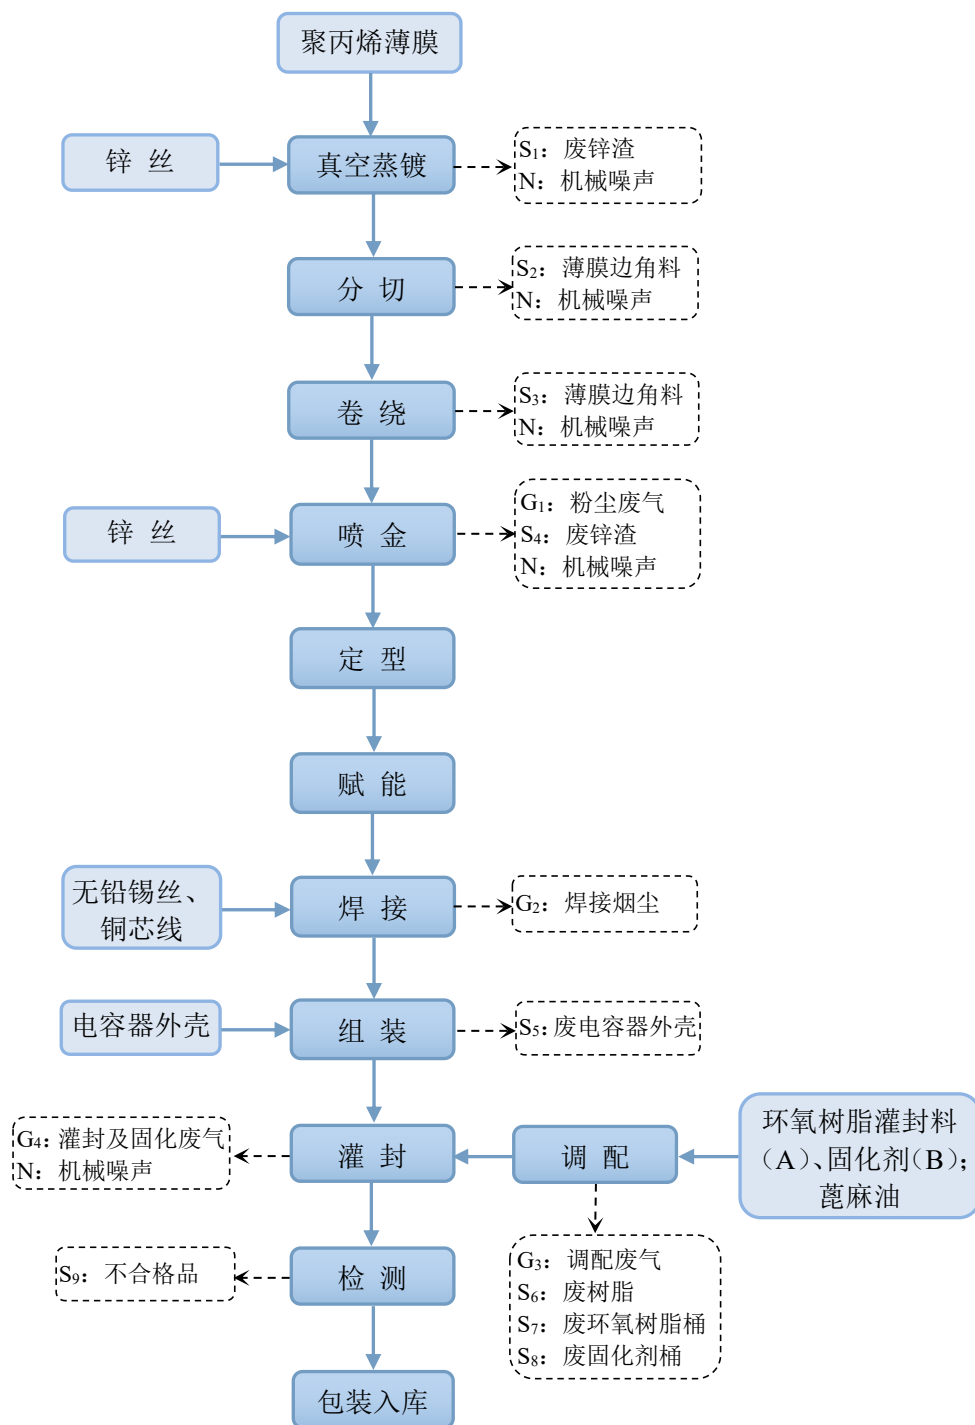 聚丙烯薄膜
锌 丝
真空蒸镀
S₁：废锌渣
N：机械噪声
分 切
S₂：薄膜边角料
N：机械噪声
卷 绕
S₃：薄膜边角料
N：机械噪声
锌 丝
喷 金
G₁：粉尘废气
S₄：废锌渣
N：机械噪声
定 型
赋 能
无铅锡丝、
铜芯线
焊 接
G₂：焊接烟尘
电容器外壳
组 装
S₅：废电容器外壳
G₄：灌封及固化废气
N：机械噪声
灌 封
调 配
环氧树脂灌封料
（A）、固化剂（B）；
蓖麻油
G₃：调配废气
S₆：废树脂
S₇：废环氧树脂桶
S₈：废固化剂桶
S₉：不合格品
检 测
包装入库